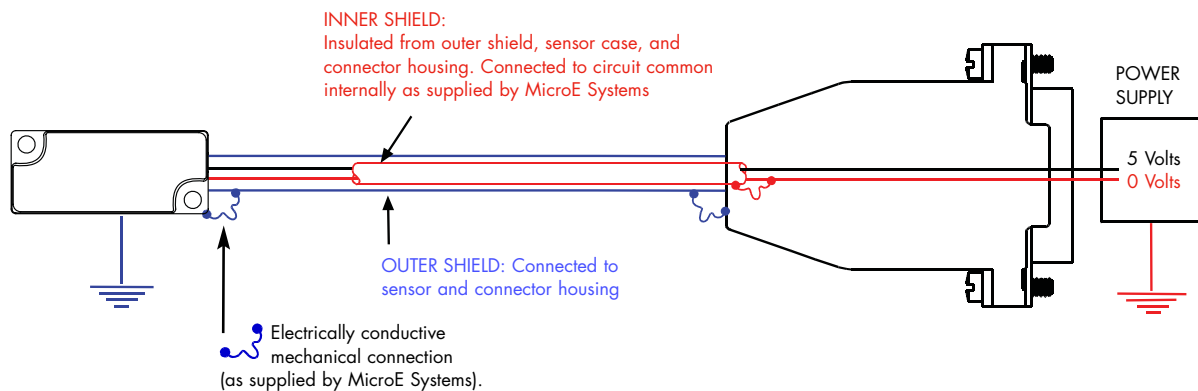 INNER SHIELD:
Insulated from outer shield, sensor case, and
connector housing. Connected to circuit common
internally as supplied by MicroE Systems
POWER
SUPPLY
5 Volts
0 Volts
OUTER SHIELD: Connected to
sensor and connector housing
Electrically conductive
mechanical connection
(as supplied by MicroE Systems).